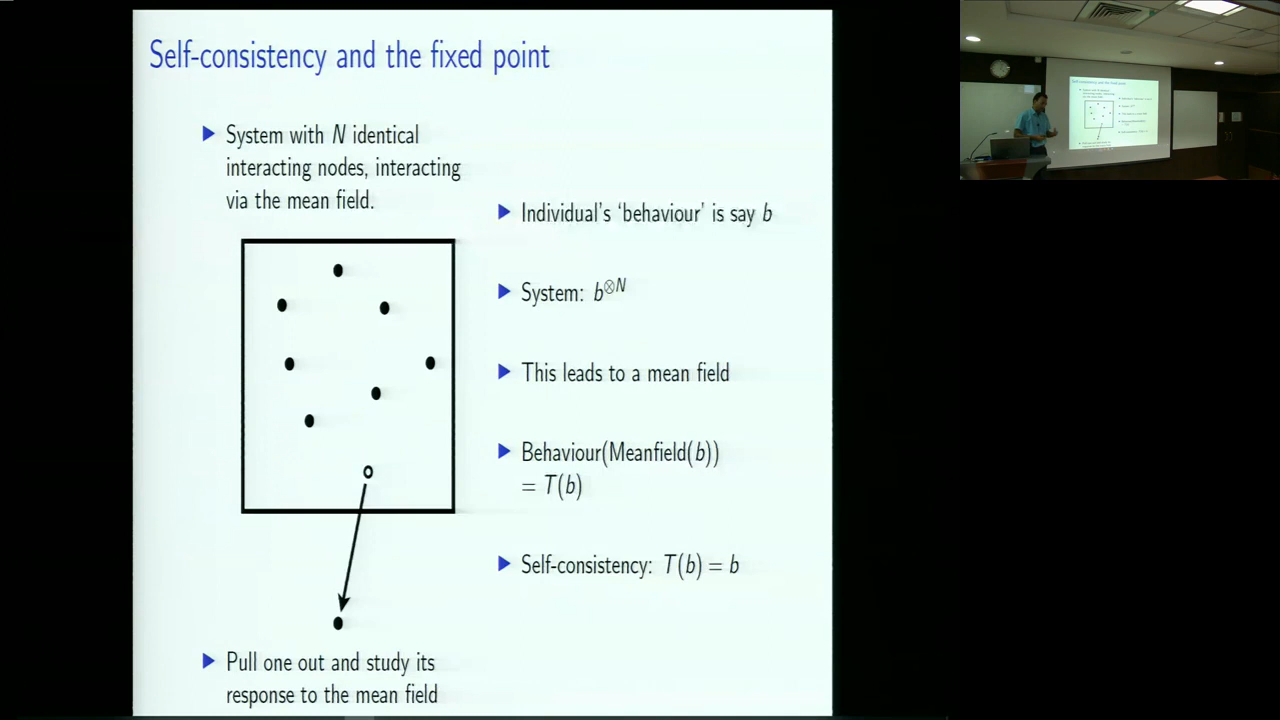 Self-consistency and the fixed point
▶ System with N identical
interacting nodes, interacting
via the mean field.
▶ Pull one out and study its
response to the mean field
▶ Individual's ‘behaviour’ is say b
▶ System: b^{⊗N}
▶ This leads to a mean field
▶ Behaviour(Meanfield(b))
= T(b)
▶ Self-consistency: T(b) = b